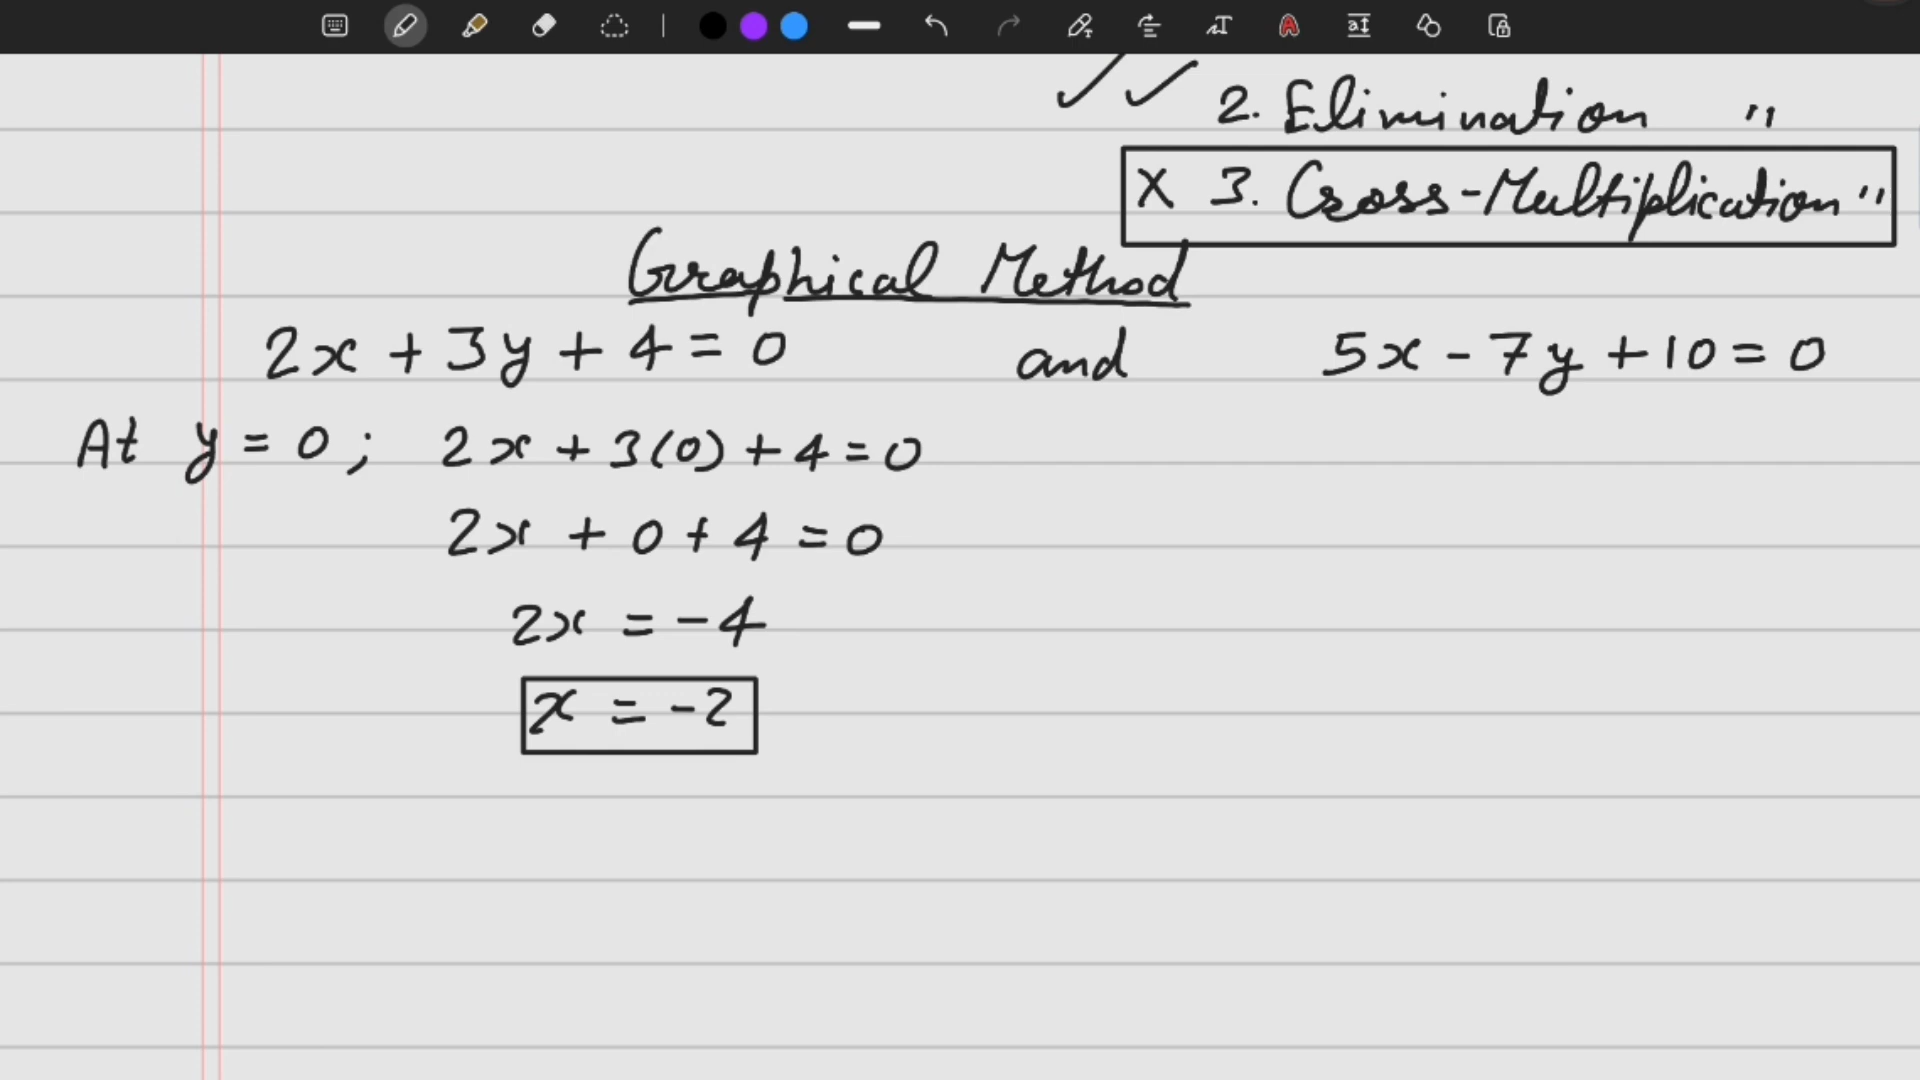 2. Elimination "
X 3. Cross-Multiplication "
Graphical Method
2x + 3y + 4 = 0 and 5x - 7y + 10 = 0
At y = 0 ; 2x + 3(0) + 4 = 0
2x + 0 + 4 = 0
2x = -4
x = -2